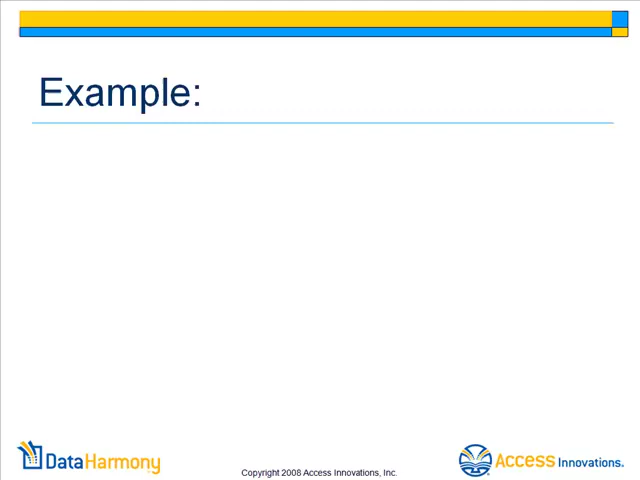 Example:
DataHarmony
Copyright 2008 Access Innovations, Inc.
Access Innovations®